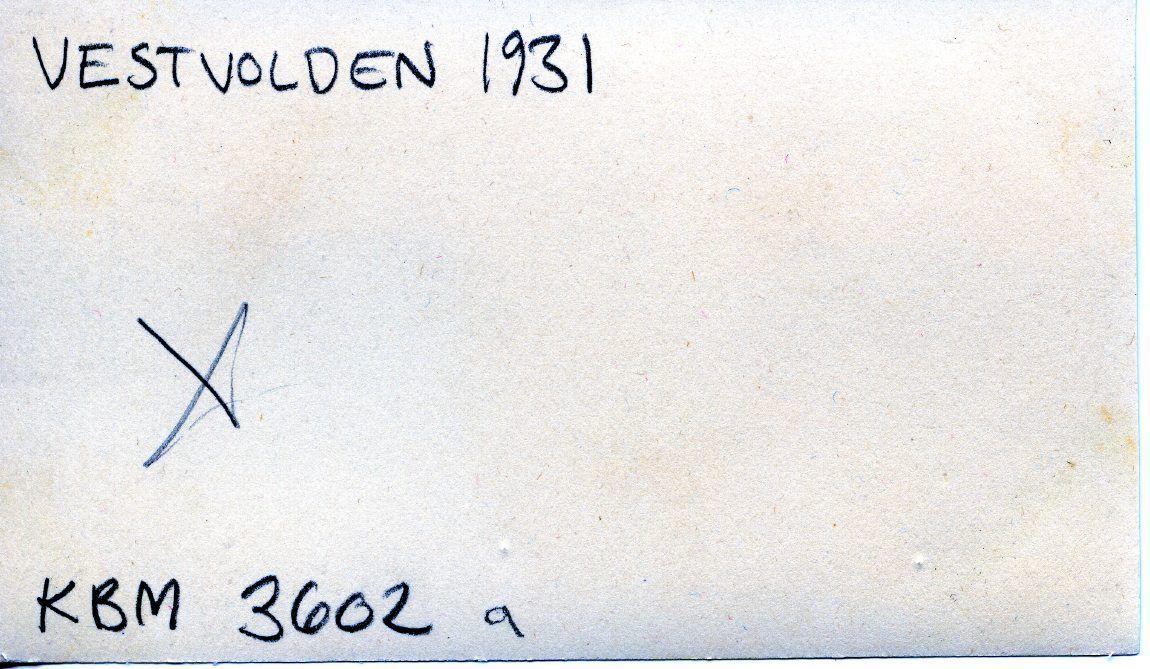 VESTVOLDEN 1931
X
KBM 3602 a